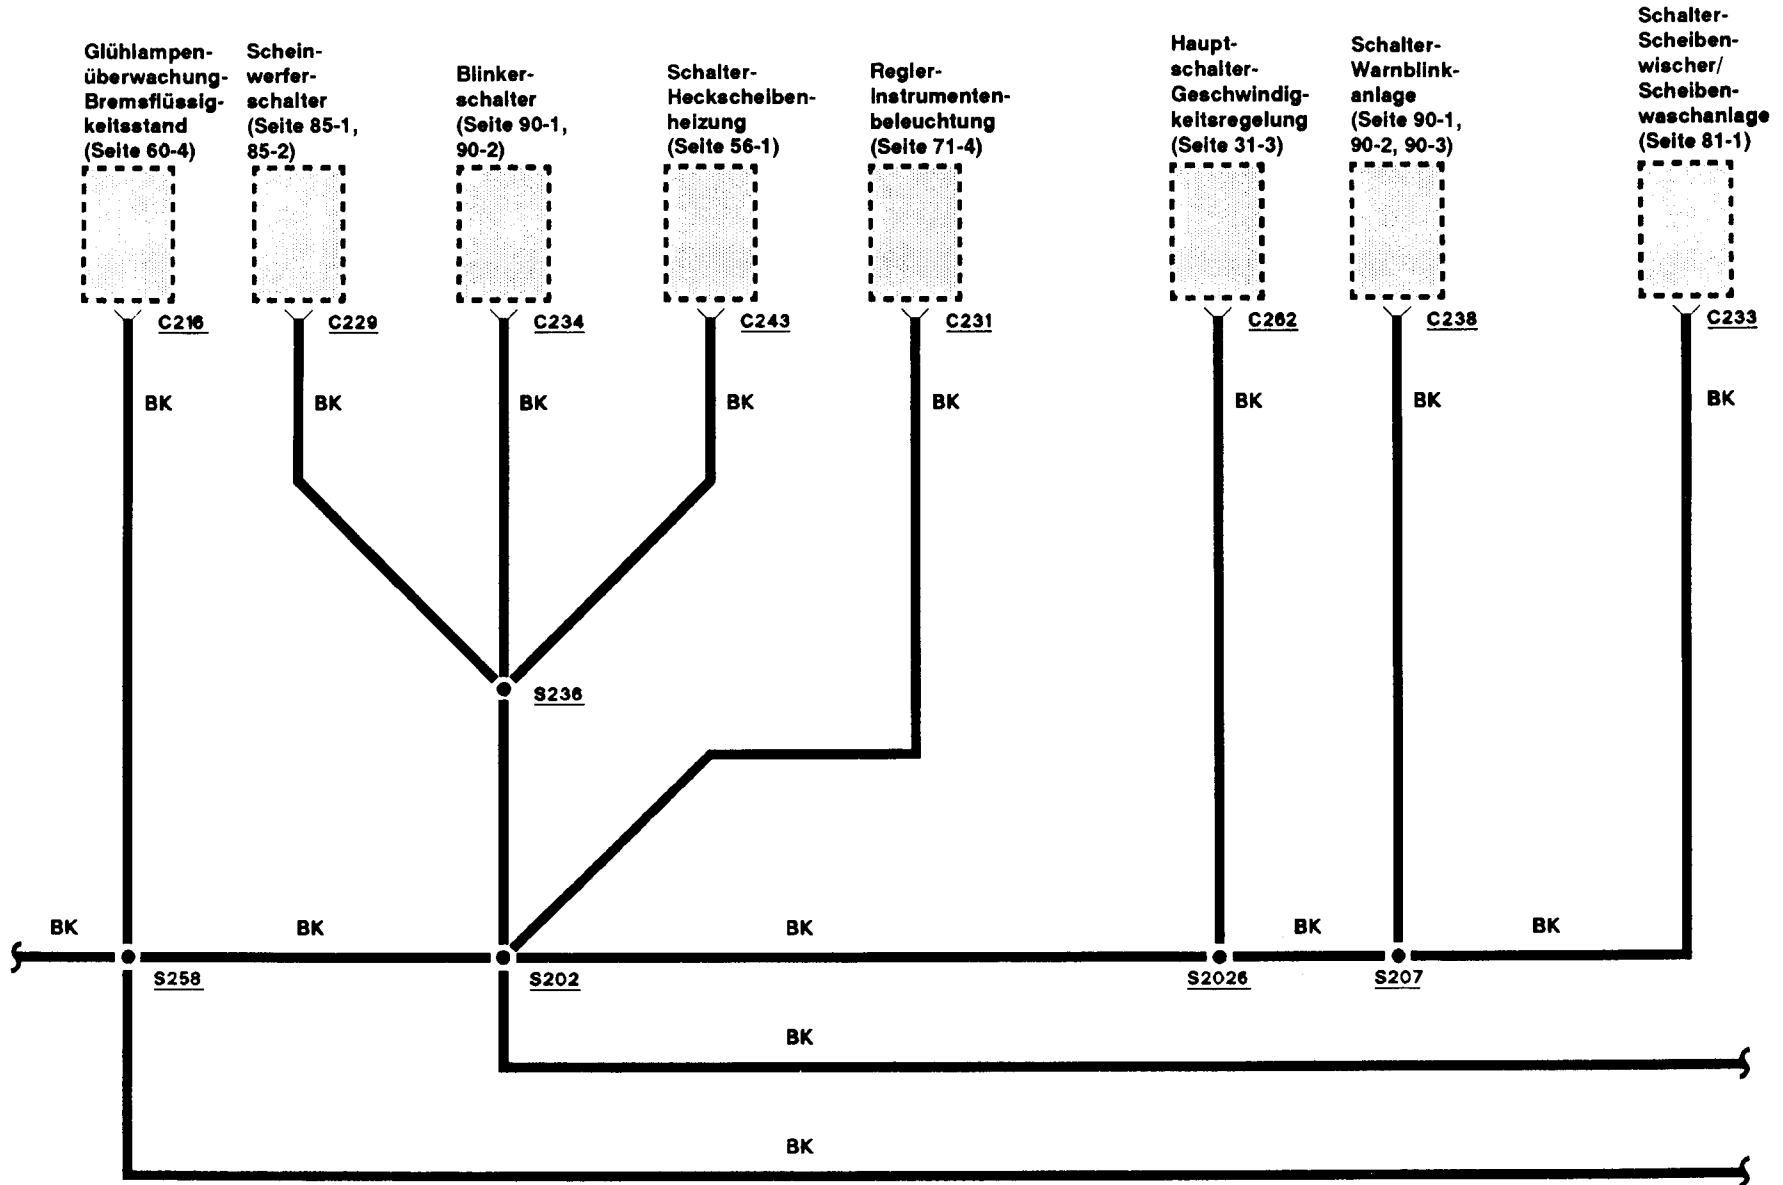 Glühlampen-
überwachung-
Bremsflüssig-
keitsstand
(Seite 60-4)
Schein-
werfer-
schalter
(Seite 85-1,
85-2)
Blinker-
schalter
(Seite 90-1,
90-2)
Schalter-
Heckscheiben-
heizung
(Seite 56-1)
Regler-
Instrumenten-
beleuchtung
(Seite 71-4)
Haupt-
schalter-
Geschwindig-
keitsregelung
(Seite 31-3)
Schalter-
Warnblink-
anlage
(Seite 90-1,
90-2, 90-3)
Schalter-
Scheiben-
wischer/
Scheiben-
waschanlage
(Seite 81-1)
C216
C229
C234
C243
C231
C262
C238
C233
BK
BK
BK
BK
BK
BK
BK
BK
S236
BK
BK
BK
BK
BK
S258
S202
S2026
S207
BK
BK